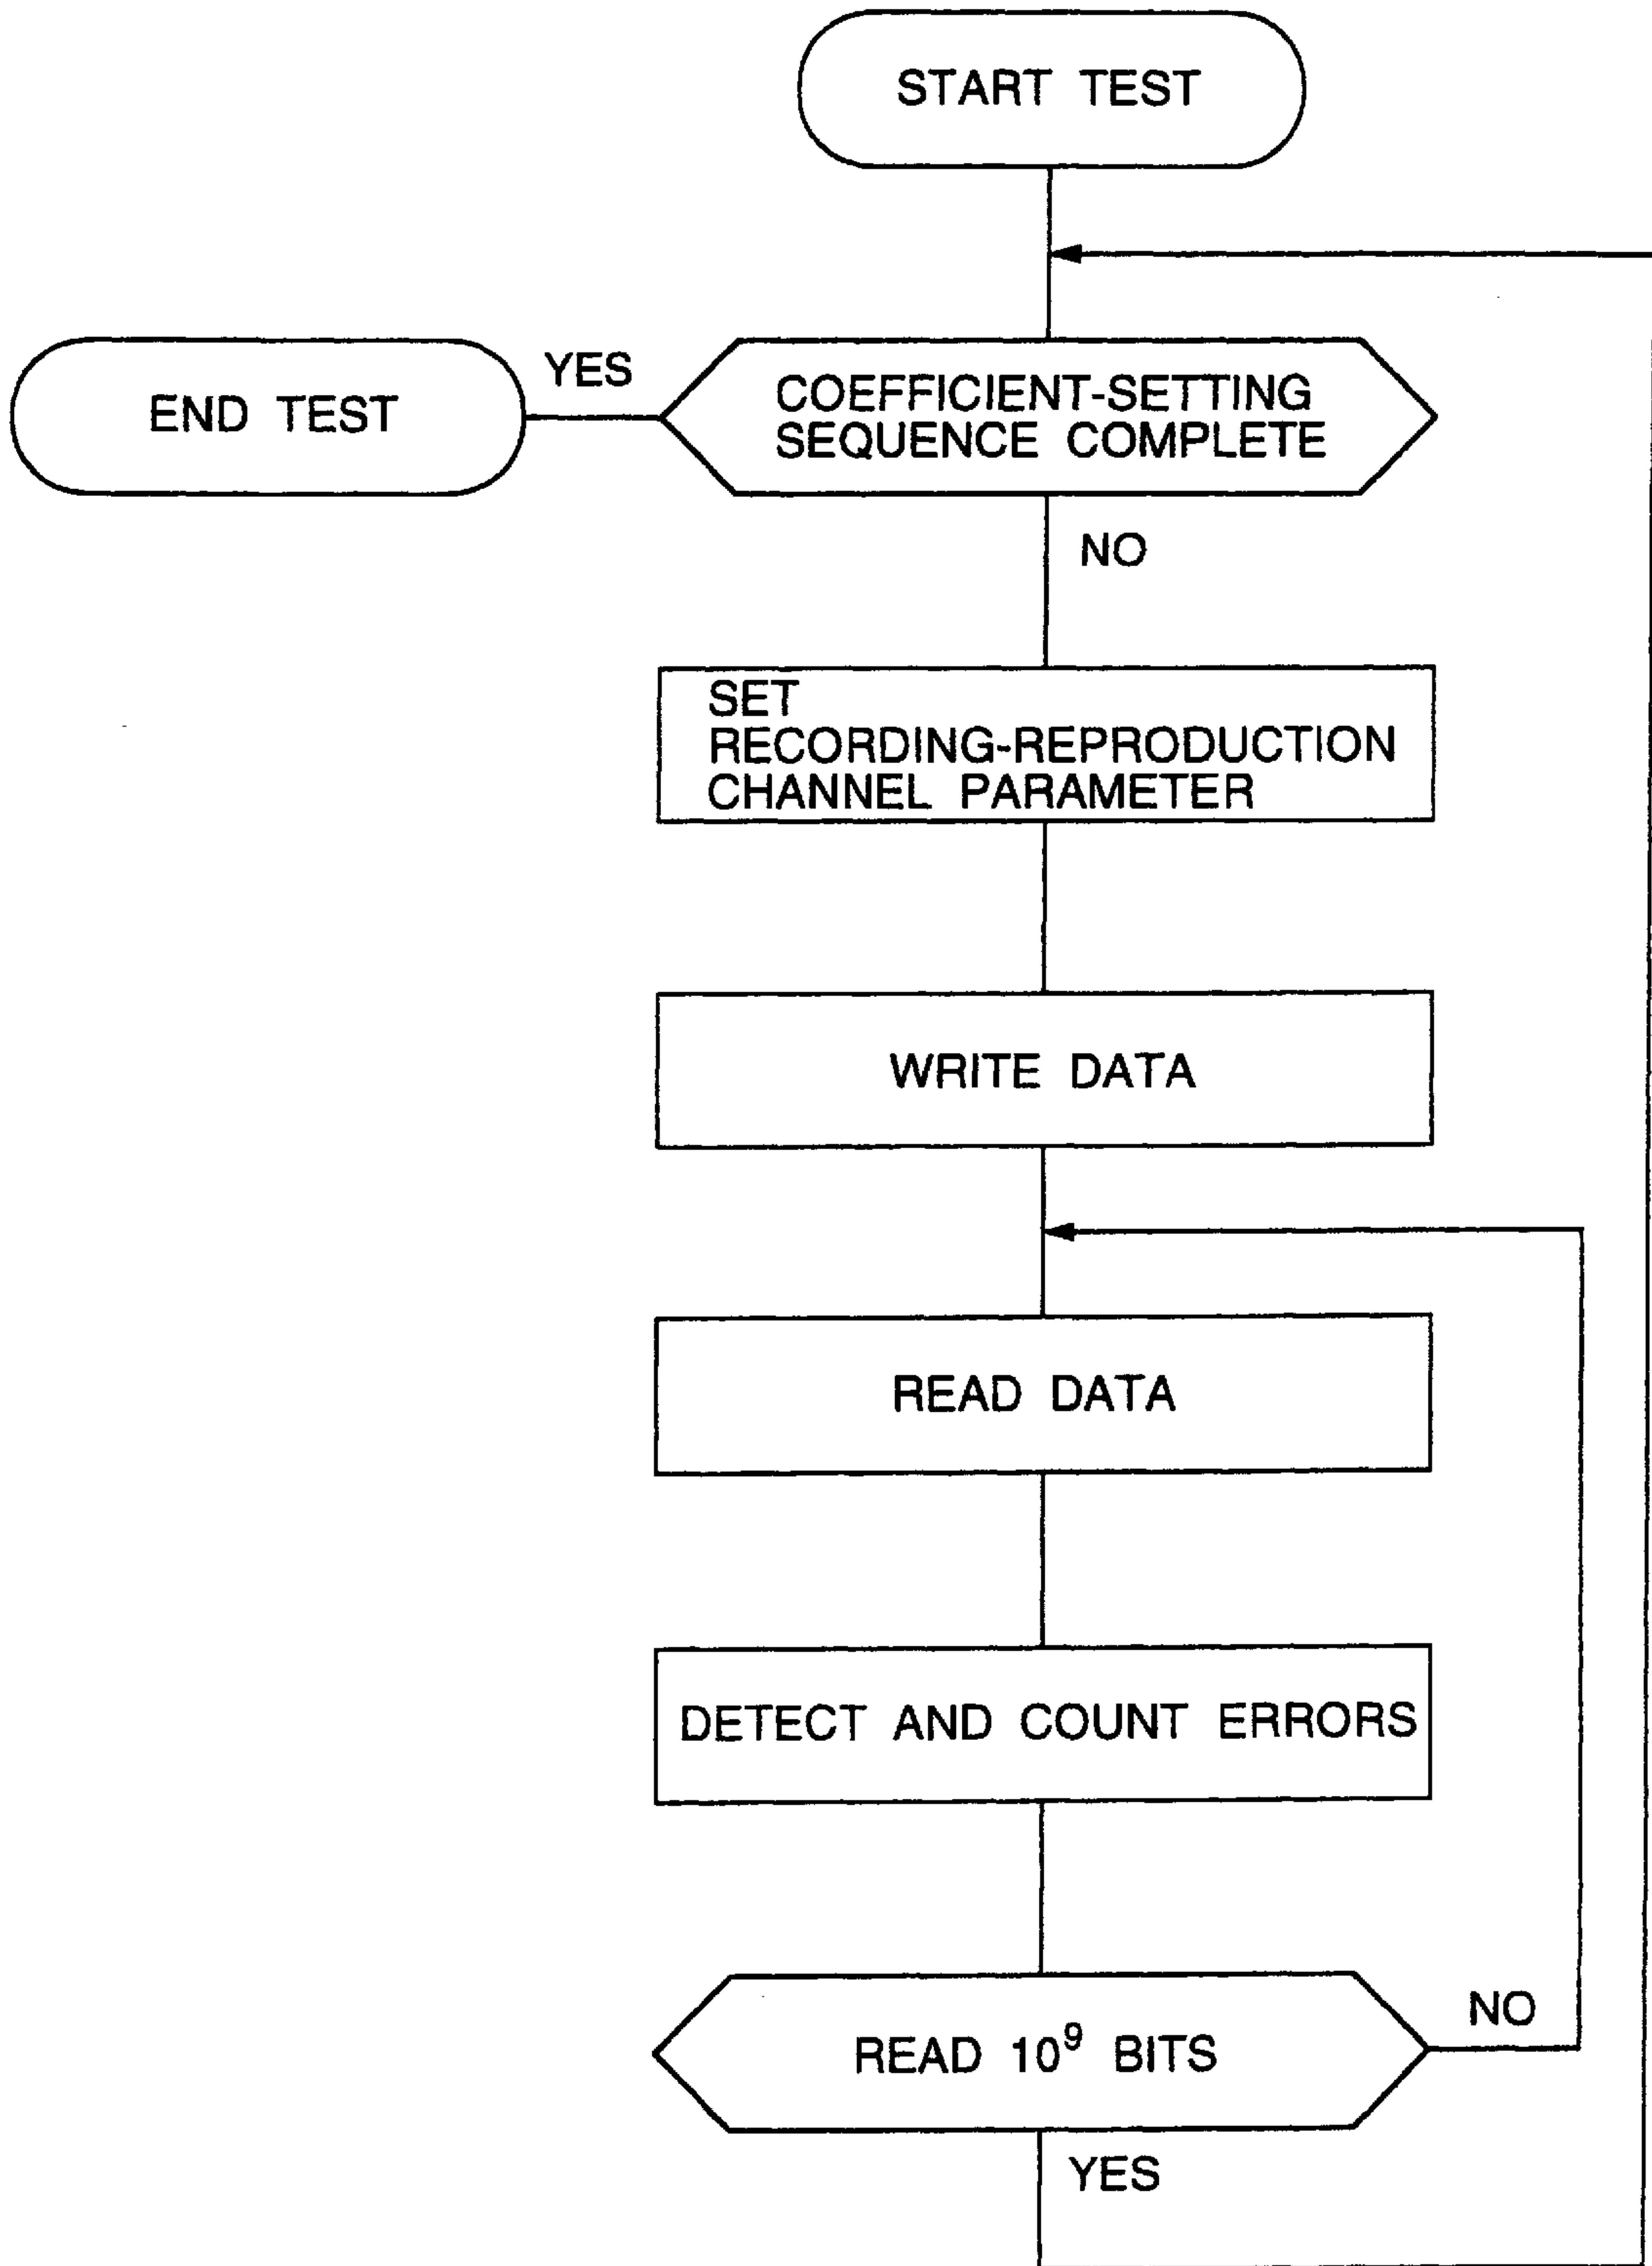 START TEST
YES
END TEST
COEFFICIENT-SETTING
SEQUENCE COMPLETE
NO
SET
RECORDING-REPRODUCTION
CHANNEL PARAMETER
WRITE DATA
READ DATA
DETECT AND COUNT ERRORS
READ 10⁹ BITS
NO
YES